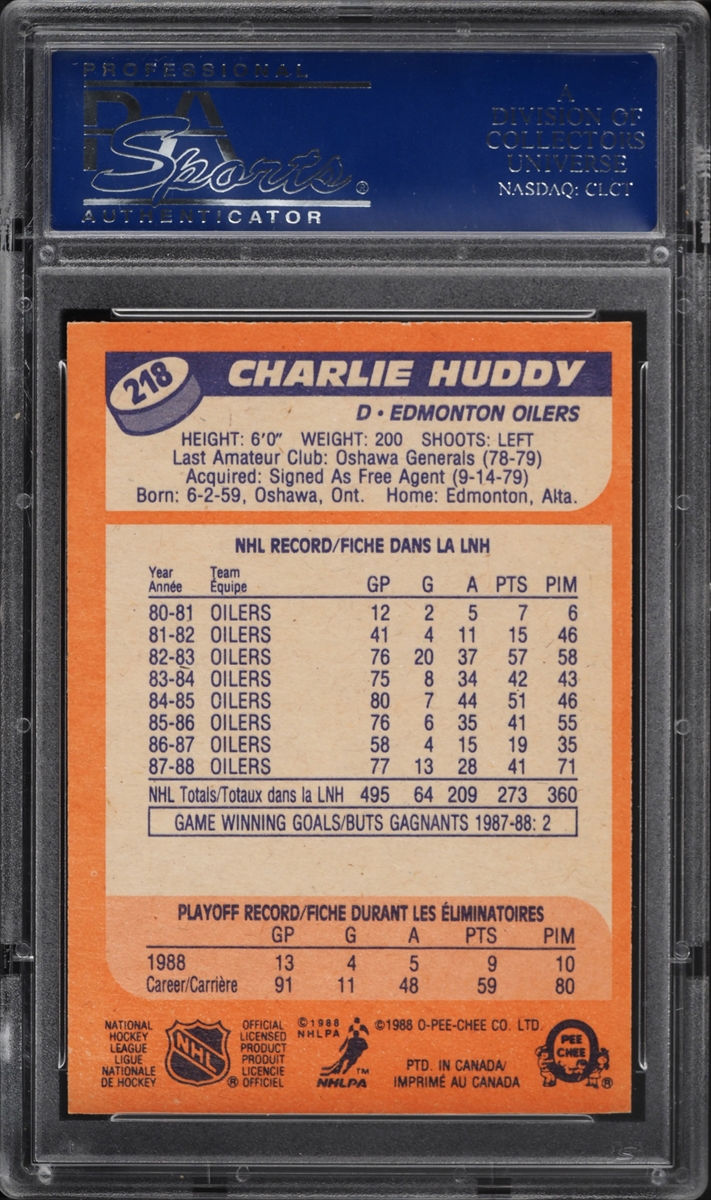 PROFESSIONAL
PSA
Sports®
AUTHENTICATOR
A
DIVISION OF
COLLECTORS
UNIVERSE
NASDAQ: CLCT
218
CHARLIE HUDDY
D • EDMONTON OILERS
HEIGHT: 6'0" WEIGHT: 200 SHOOTS: LEFT
Last Amateur Club: Oshawa Generals (78-79)
Acquired: Signed As Free Agent (9-14-79)
Born: 6-2-59, Oshawa, Ont. Home: Edmonton, Alta.
NHL RECORD/FICHE DANS LA LNH
Year Team
Année Équipe GP G A PTS PIM
80-81 OILERS 12 2 5 7 6
81-82 OILERS 41 4 11 15 46
82-83 OILERS 76 20 37 57 58
83-84 OILERS 75 8 34 42 43
84-85 OILERS 80 7 44 51 46
85-86 OILERS 76 6 35 41 55
86-87 OILERS 58 4 15 19 35
87-88 OILERS 77 13 28 41 71
NHL Totals/Totaux dans la LNH 495 64 209 273 360
GAME WINNING GOALS/BUTS GAGNANTS 1987-88: 2
PLAYOFF RECORD/FICHE DURANT LES ÉLIMINATOIRES
GP G A PTS PIM
1988 13 4 5 9 10
Career/Carrière 91 11 48 59 80
NATIONAL
HOCKEY
LEAGUE
LIGUE
NATIONALE
DE HOCKEY
NHL
®
OFFICIAL
LICENSED
PRODUCT
PRODUIT
LICENCIE
OFFICIEL
©1988
NHLPA
™
NHLPA
©1988 O-PEE-CHEE CO. LTD.
PTD. IN CANADA/
IMPRIMÉ AU CANADA
PEE
CHEE
®